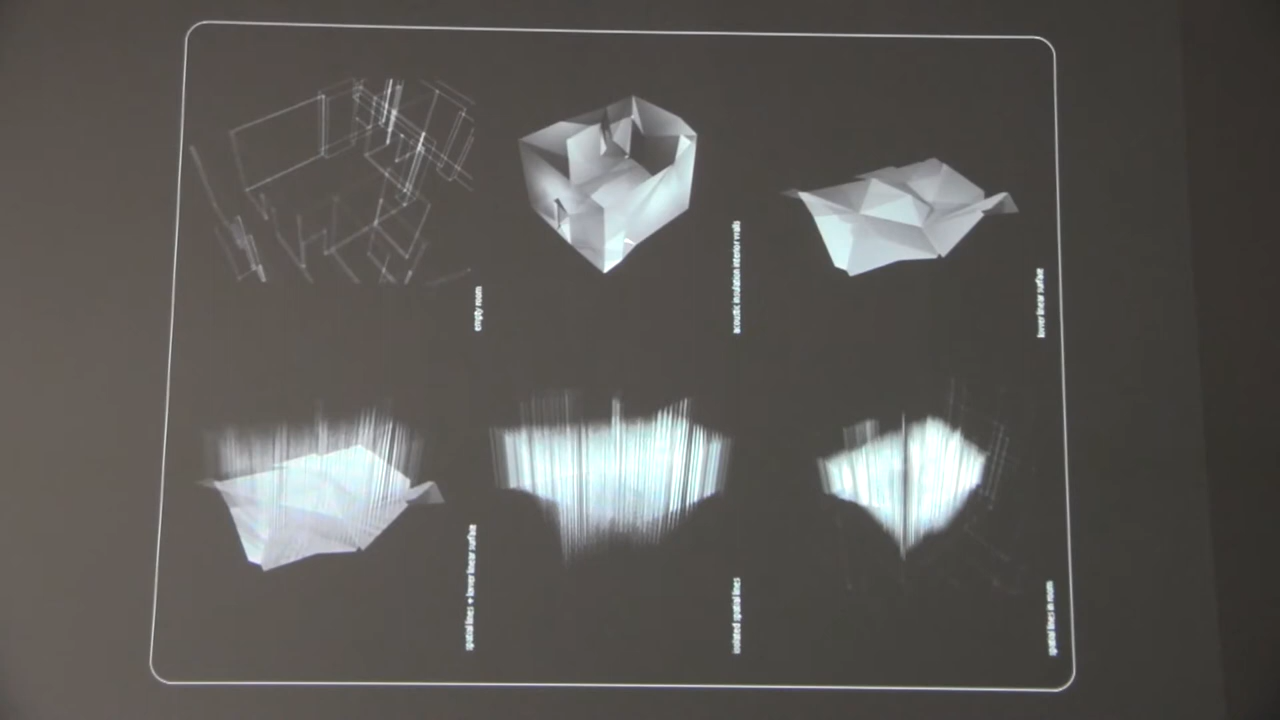 empty room
acoustic insulation interior walls
lower linear surface
spatial lines + lower linear surface
isolated spatial lines
spatial lines in room